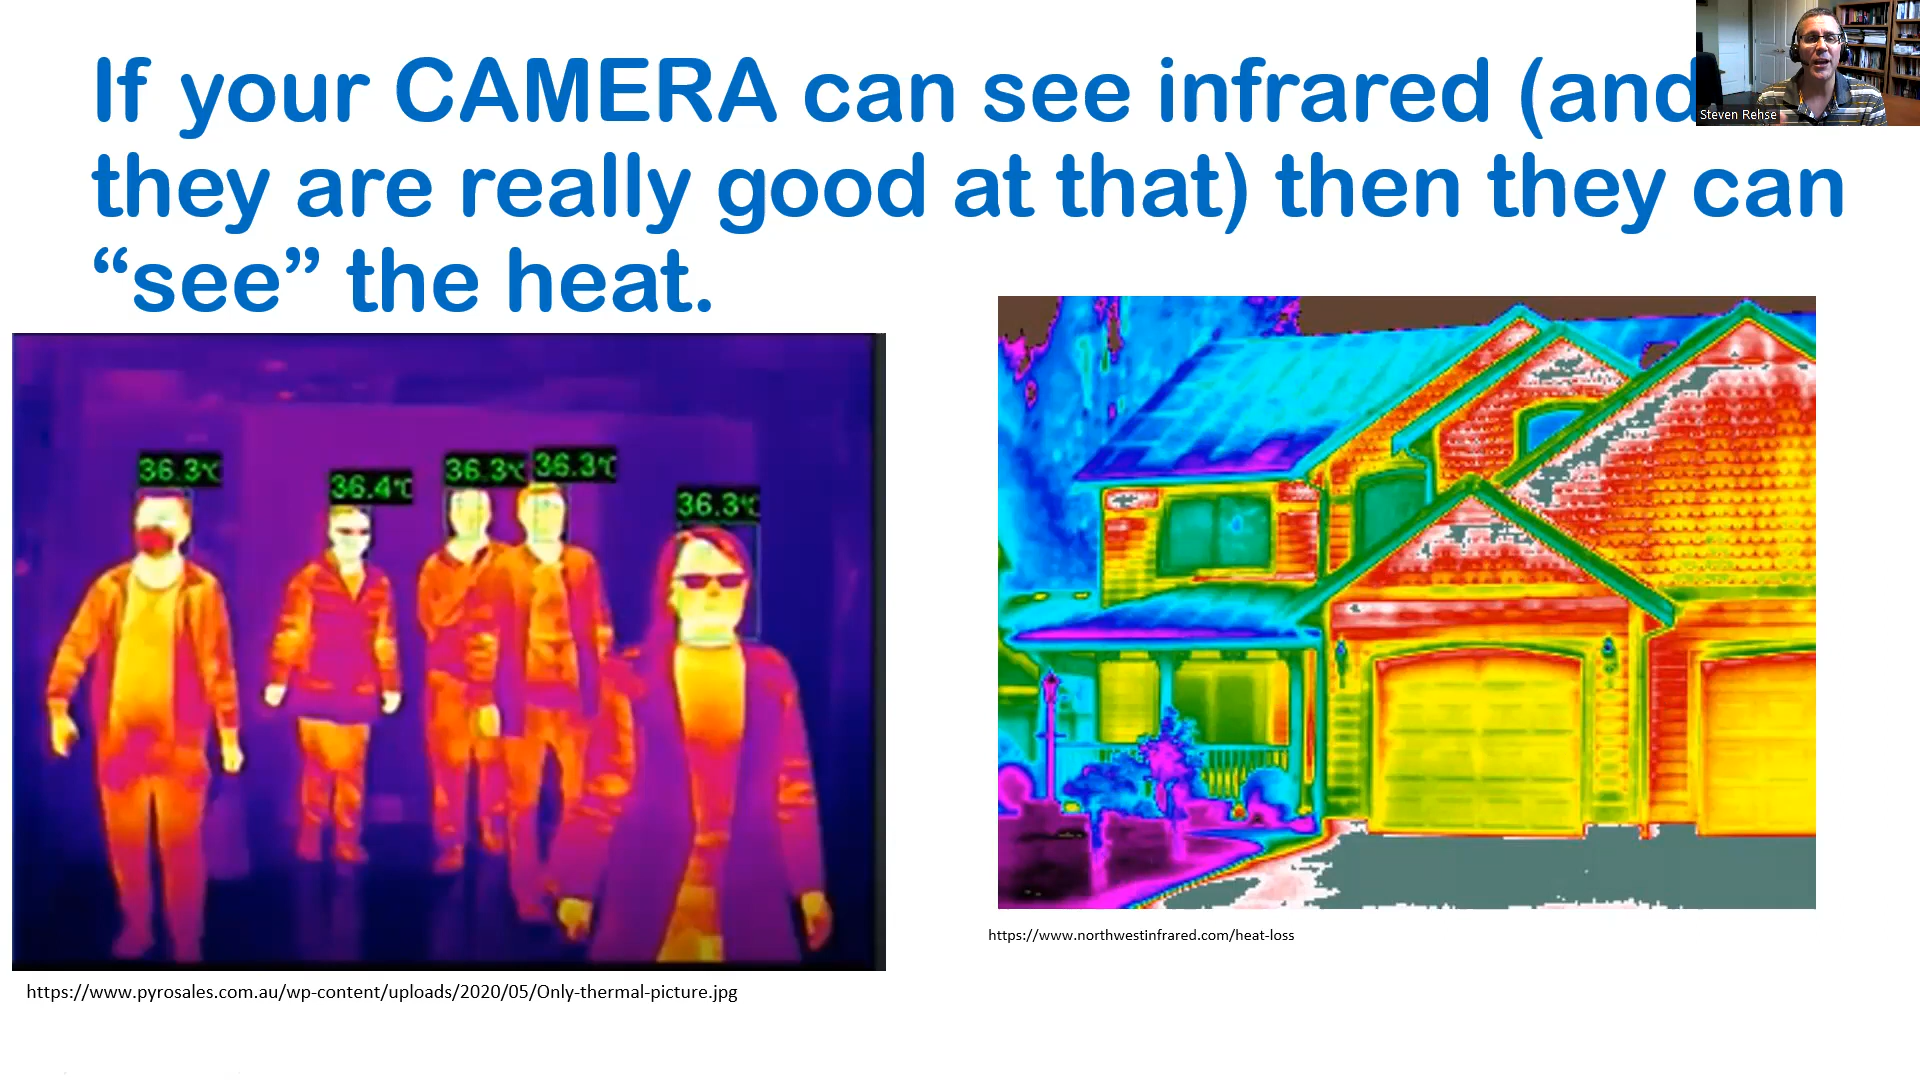 If your CAMERA can see infrared (and
they are really good at that) then they can
“see” the heat.
Steven Rehse
36.3℃
36.4℃
36.3℃
36.3℃
36.3℃
https://www.northwestinfrared.com/heat-loss
https://www.pyrosales.com.au/wp-content/uploads/2020/05/Only-thermal-picture.jpg